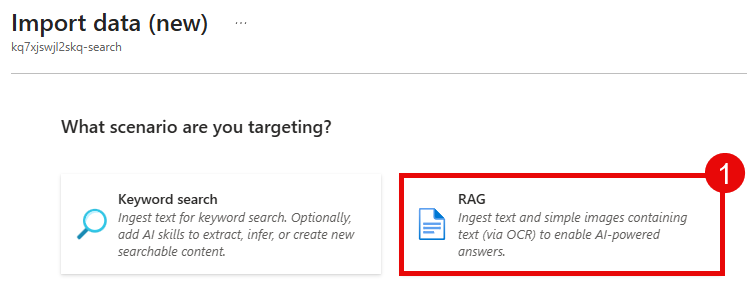 Import data (new) ...
kq7xjswjl2skq-search
What scenario are you targeting?
Keyword search
Ingest text for keyword search. Optionally,
add AI skills to extract, infer, or create new
searchable content.
1
RAG
Ingest text and simple images containing
text (via OCR) to enable AI-powered
answers.